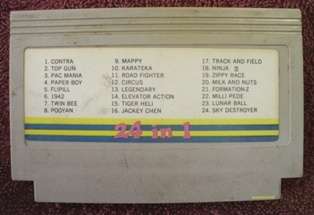 1. CONTRA
2. TOP GUN
3. PAC MANIA
4. PAPER BOY
5. FLIPULL
6. 1942
7. TWIN BEE
8. POOYAN
9. MAPPY
10. KARATEKA
11. ROAD FIGHTER
12. CIRCUS
13. LEGENDARY
14. ELEVATOR ACTION
15. TIGER HELI
16. JACKEY CHEN
17. TRACK AND FIELD
18. NINJA II
19. ZIPPY RACE
20. MILK AND NUTS
21. FORMATION-Z
22. MILLI PEDE
23. LUNAR BALL
24. SKY DESTROYER
24 in 1